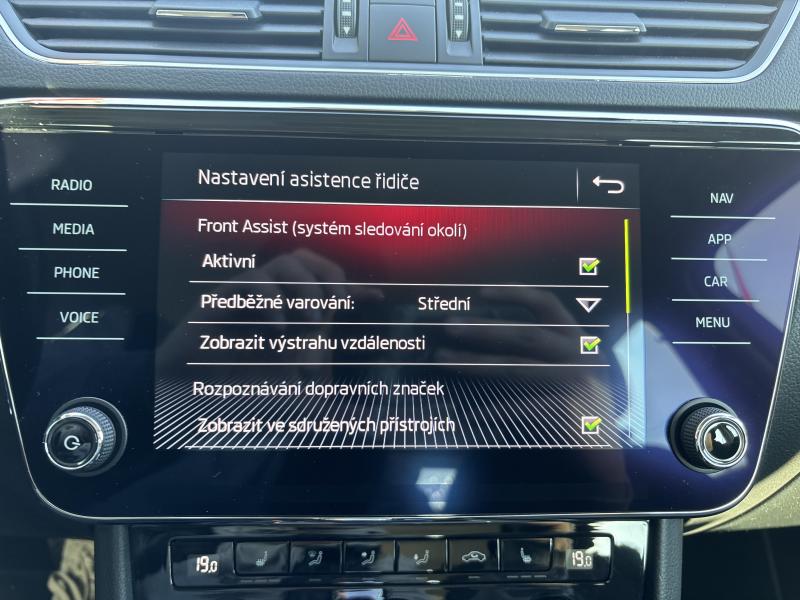 Nastavení asistence řidiče
RADIO
MEDIA
PHONE
VOICE
Front Assist (systém sledování okolí)
Aktivní
Předběžné varování: Střední
Zobrazit výstrahu vzdálenosti
Rozpoznávání dopravních značek
Zobrazit ve sdružených přístrojích
NAV
APP
CAR
MENU
19.0 19.0